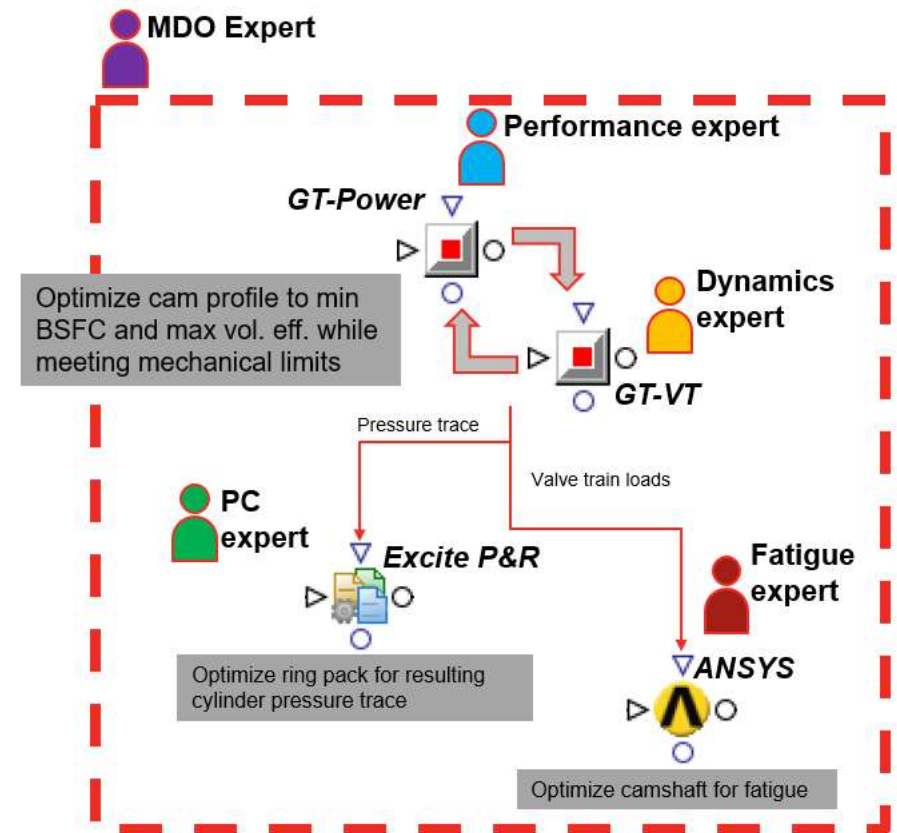 MDO Expert
Performance expert
GT-Power
Optimize cam profile to min
BSFC and max vol. eff. while
meeting mechanical limits
Dynamics
expert
GT-VT
Pressure trace
Valve train loads
PC
expert
Excite P&R
Fatigue
expert
Optimize ring pack for resulting
cylinder pressure trace
ANSYS
Optimize camshaft for fatigue